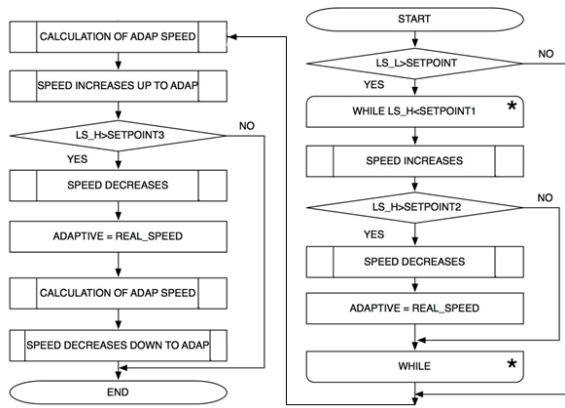 CALCULATION OF ADAP SPEED
SPEED INCREASES UP TO ADAP
LS_H>SETPOINT3
NO
YES
SPEED DECREASES
ADAPTIVE = REAL_SPEED
CALCULATION OF ADAP SPEED
SPEED DECREASES DOWN TO ADAP
END
START
LS_L>SETPOINT
NO
YES
WHILE LS_H<SETPOINT1 *
SPEED INCREASES
LS_H>SETPOINT2
NO
YES
SPEED DECREASES
ADAPTIVE = REAL_SPEED
WHILE *